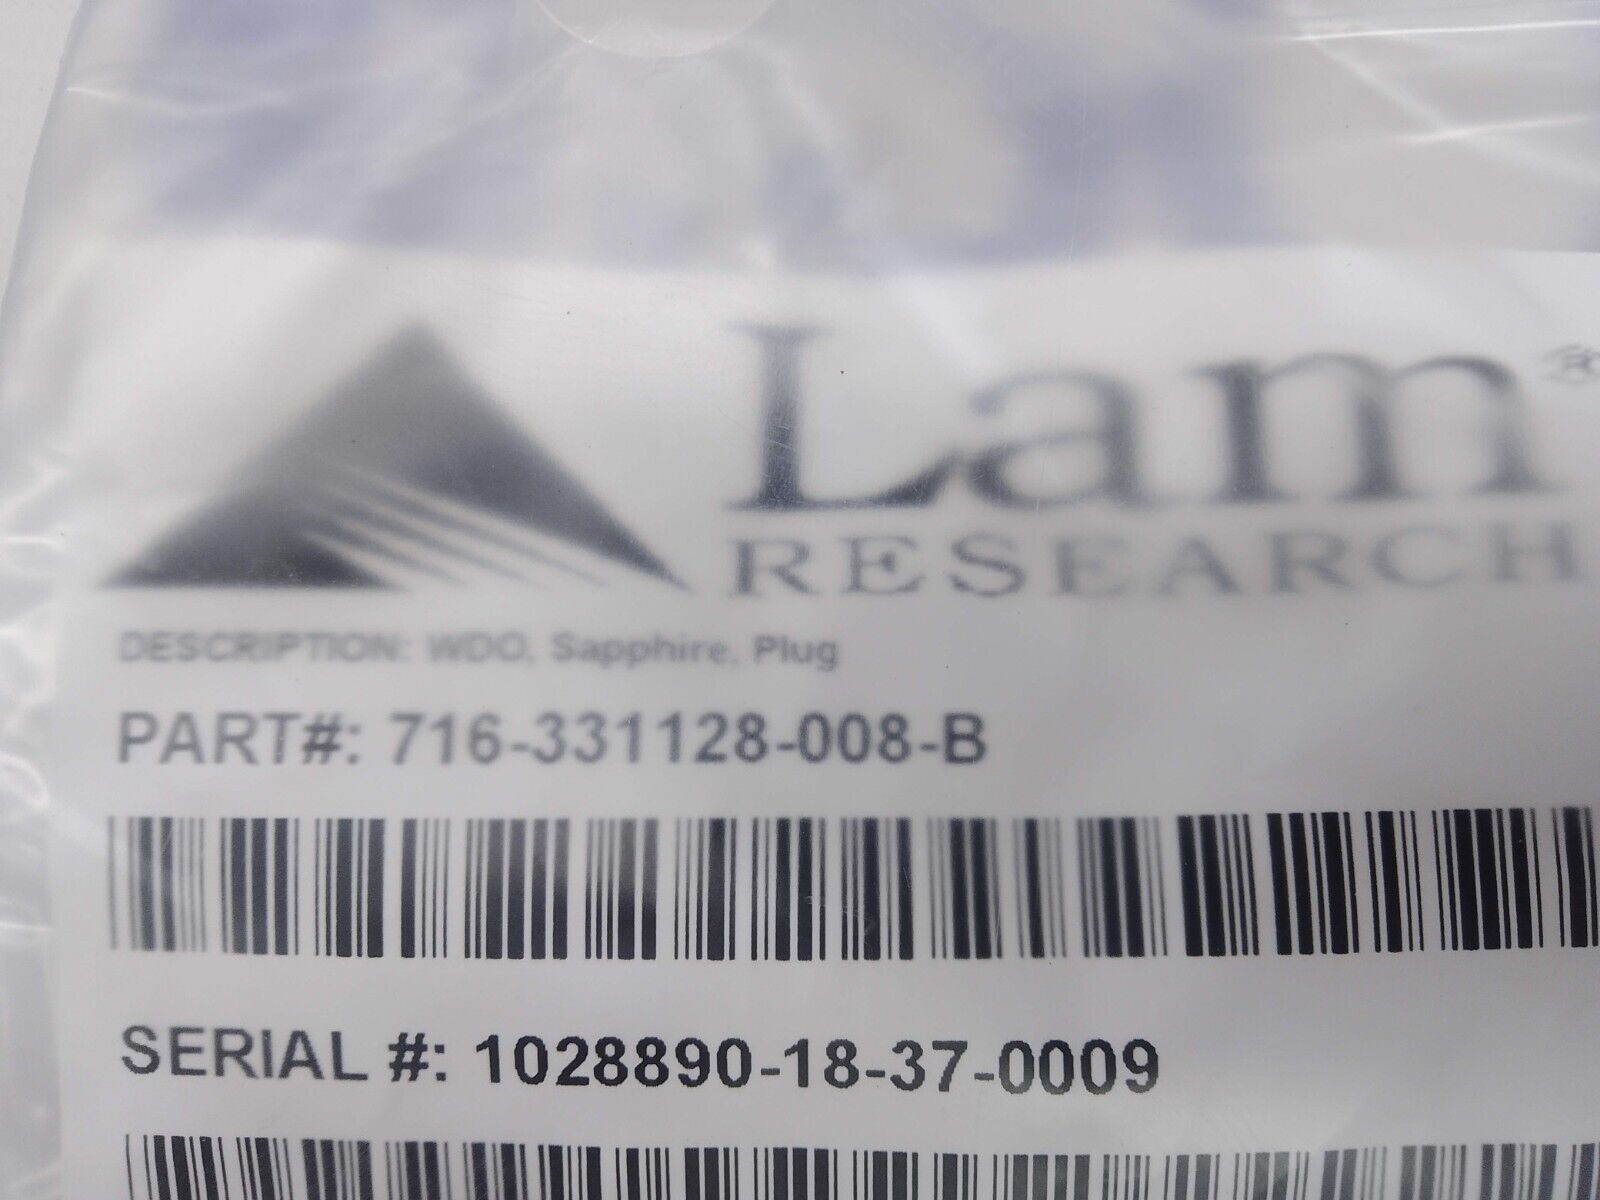 Lam®
RESEARCH
DESCRIPTION: WDO, Sapphire, Plug
PART#: 716-331128-008-B
SERIAL #: 1028890-18-37-0009